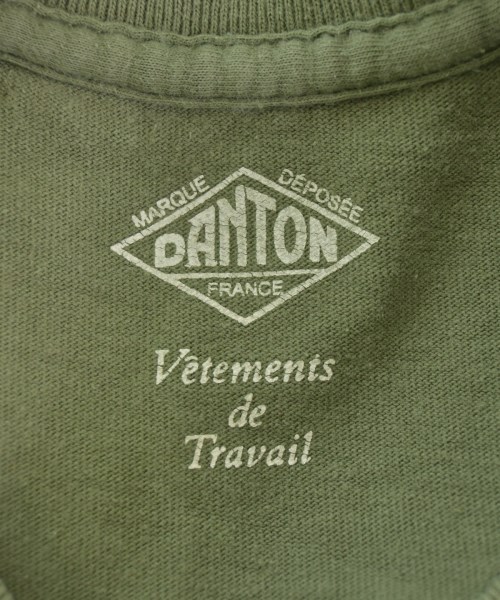 MARQUE DÉPOSÉE
DANTON
FRANCE
Vêtements
de
Travail